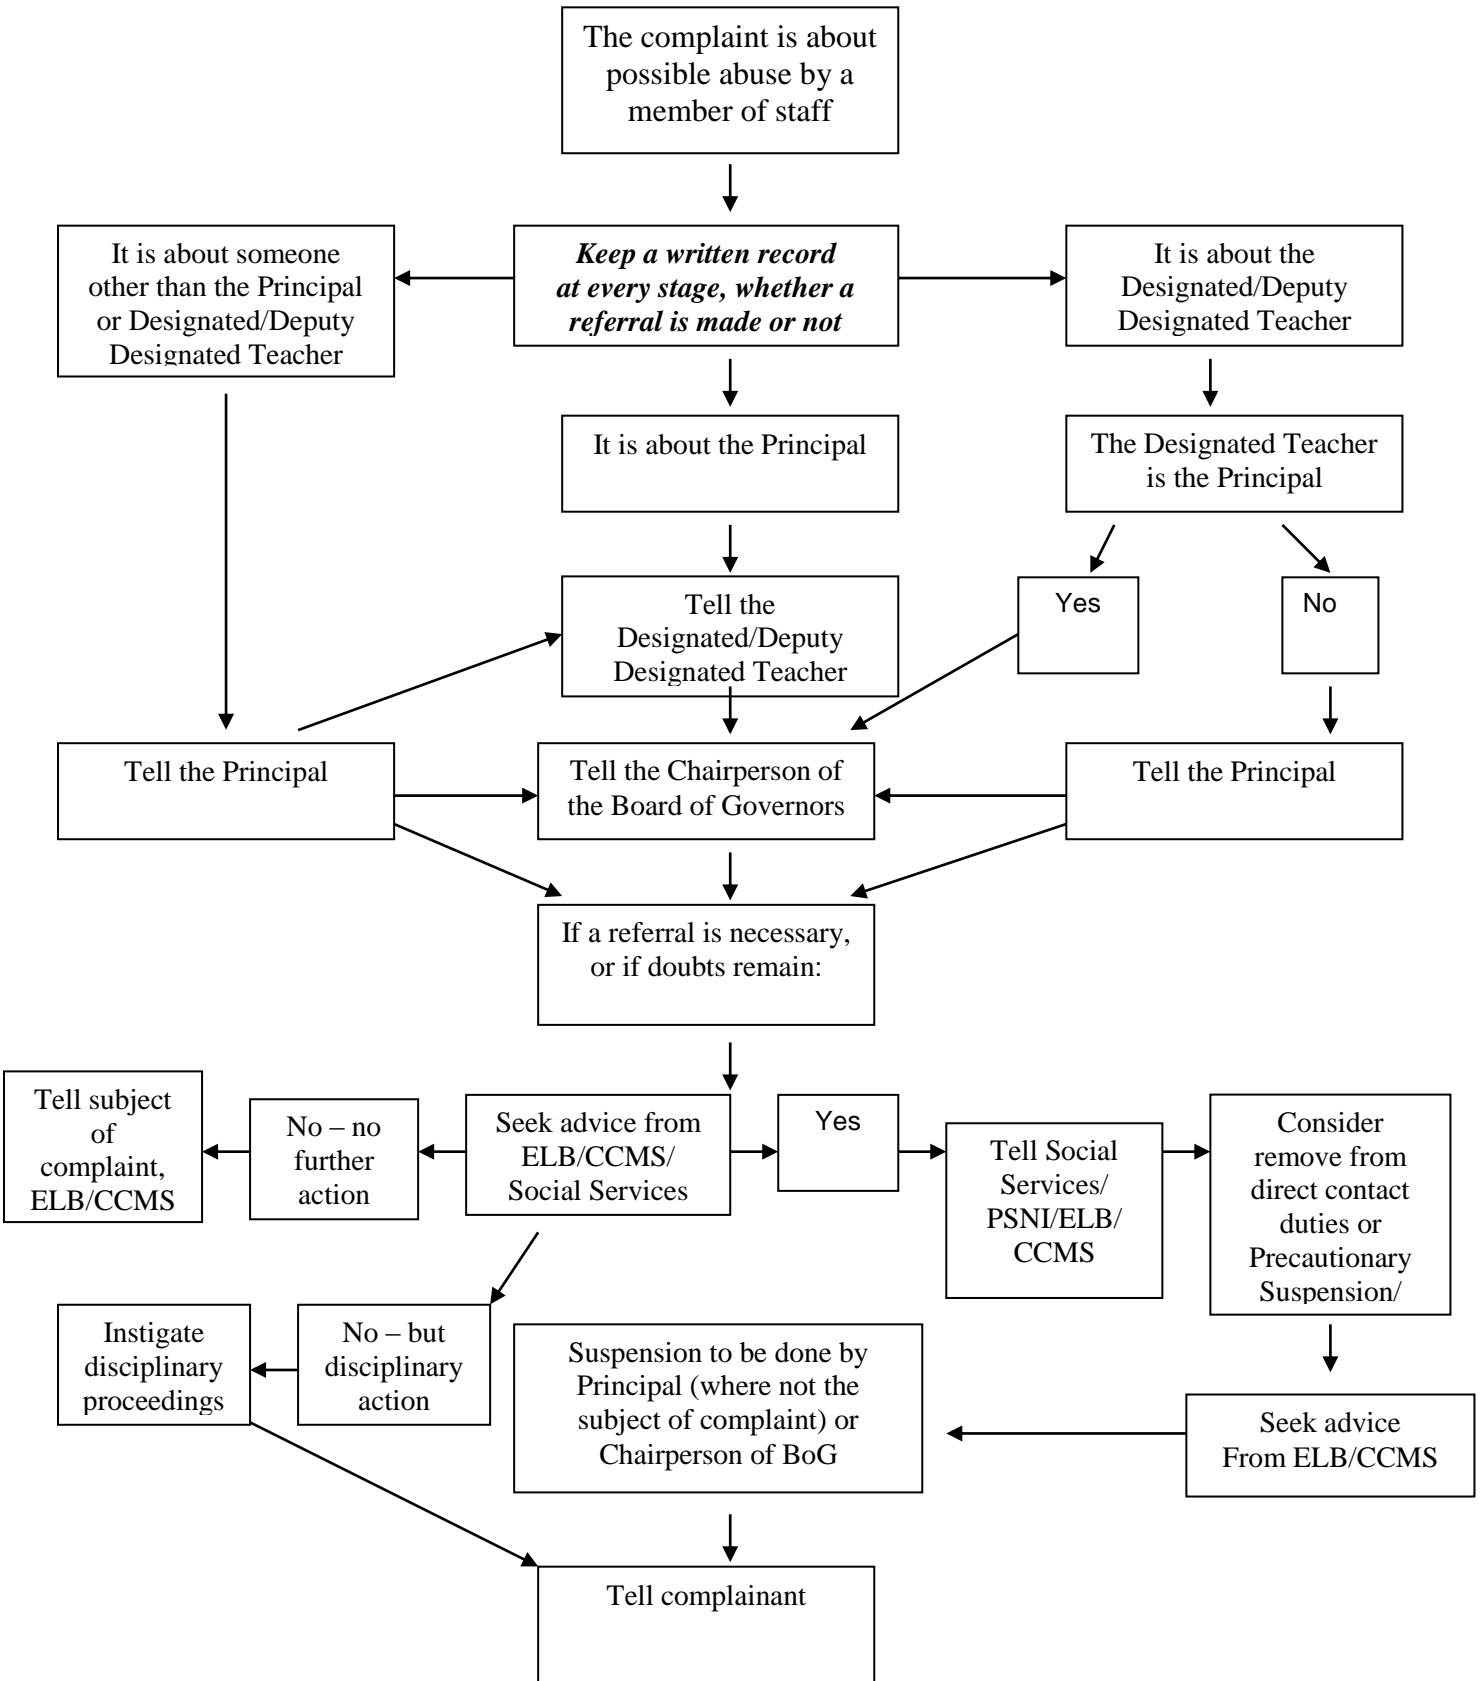 The complaint is about
possible abuse by a
member of staff
It is about someone
other than the Principal
or Designated/Deputy
Designated Teacher
Keep a written record
at every stage, whether a
referral is made or not
It is about the
Designated/Deputy
Designated Teacher
It is about the Principal
The Designated Teacher
is the Principal
Tell the
Designated/Deputy
Designated Teacher
Yes
No
Tell the Principal
Tell the Chairperson of
the Board of Governors
Tell the Principal
If a referral is necessary,
or if doubts remain:
Tell subject
of
complaint,
ELB/CCMS
No – no
further
action
Seek advice from
ELB/CCMS/
Social Services
Yes
Tell Social
Services/
PSNI/ELB/
CCMS
Consider
remove from
direct contact
duties or
Precautionary
Suspension/
Instigate
disciplinary
proceedings
No – but
disciplinary
action
Suspension to be done by
Principal (where not the
subject of complaint) or
Chairperson of BoG
Seek advice
From ELB/CCMS
Tell complainant